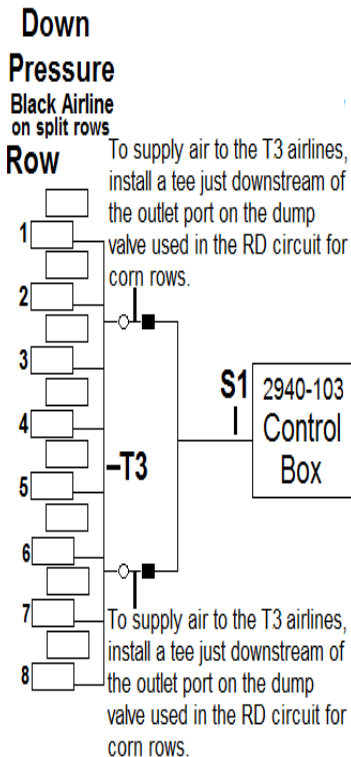 Down
Pressure
Black Airline
on split rows
Row
To supply air to the T3 airlines,
install a tee just downstream of
the outlet port on the dump
valve used in the RD circuit for
corn rows.
1
2
3
4
5
6
7
8
–T3
S1
2940-103
Control
Box
To supply air to the T3 airlines,
install a tee just downstream of
the outlet port on the dump
valve used in the RD circuit for
corn rows.